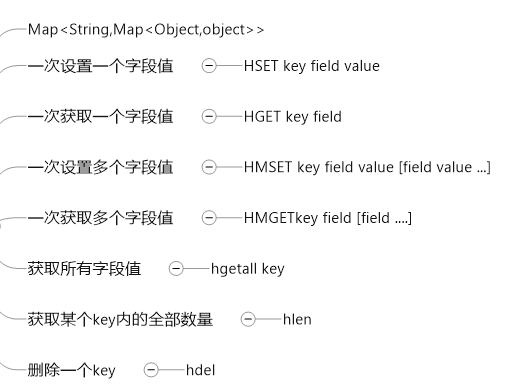 Map<String,Map<Object,object>>
一次设置一个字段值 HSET key field value
一次获取一个字段值 HGET key field
一次设置多个字段值 HMSET key field value [field value ...]
一次获取多个字段值 HMGETkey field [field ....]
获取所有字段值 hgetall key
获取某个key内的全部数量 hlen
删除一个key hdel